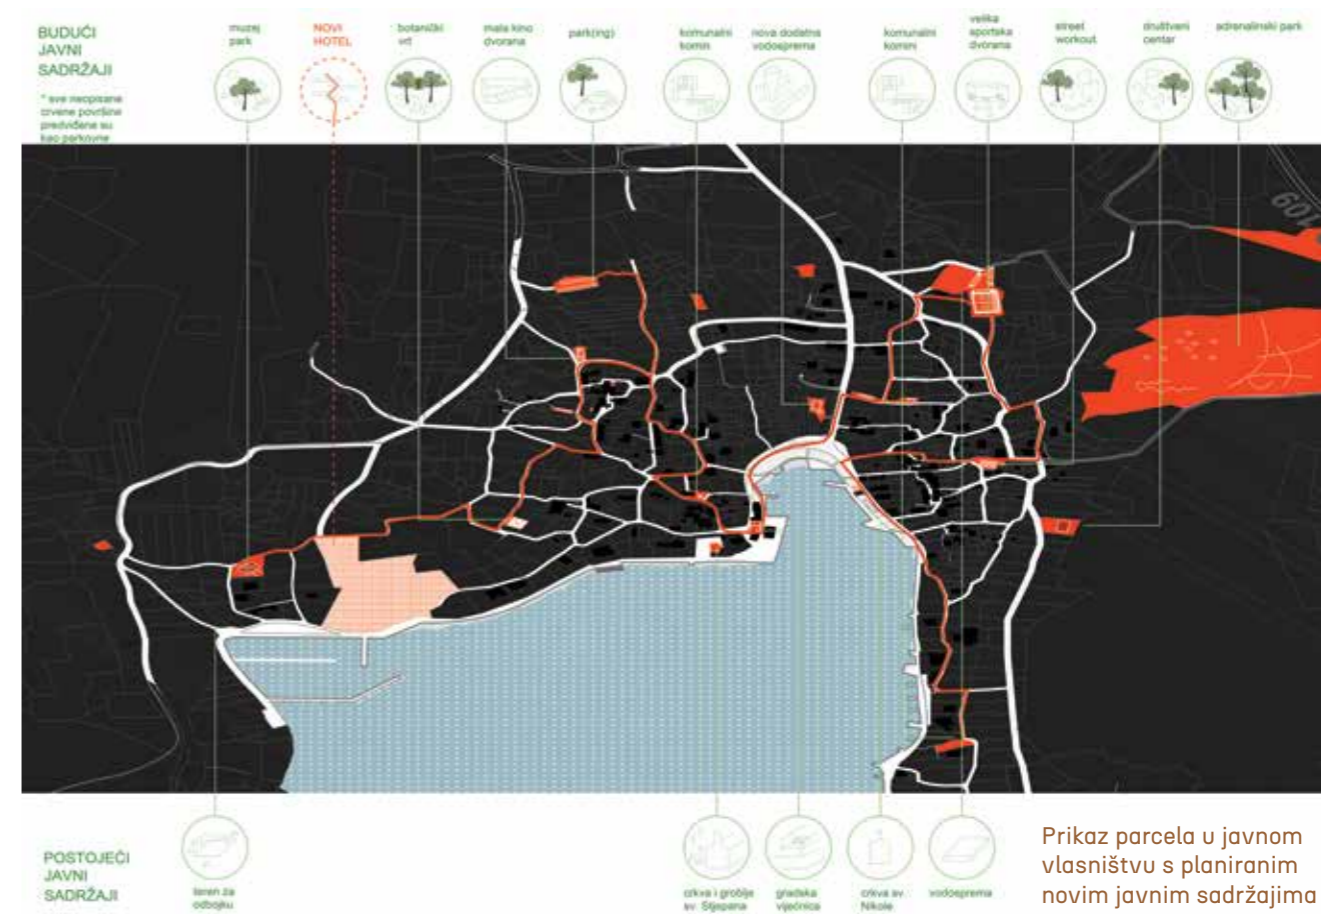 BUDUĆI
JAVNI
SADRŽAJI
* sve neopisane
crvene površine
predviđene su
kao parkovne
muzej
park
NOVI
HOTEL
botanički
vrt
mala kino
dvorana
park(ing)
komunalni
komin
nova dodatna
vodosprema
komunalni
komin
velika
sportska
dvorana
street
workout
društveni
centar
adrenalinski park
109
POSTOJEĆI
JAVNI
SADRŽAJI
teren za
odbojku
crkva i groblje
sv. Stjepana
gradska
vijećnica
crkva sv.
Nikole
vodosprema
Prikaz parcela u javnom
vlasništvu s planiranim
novim javnim sadržajima